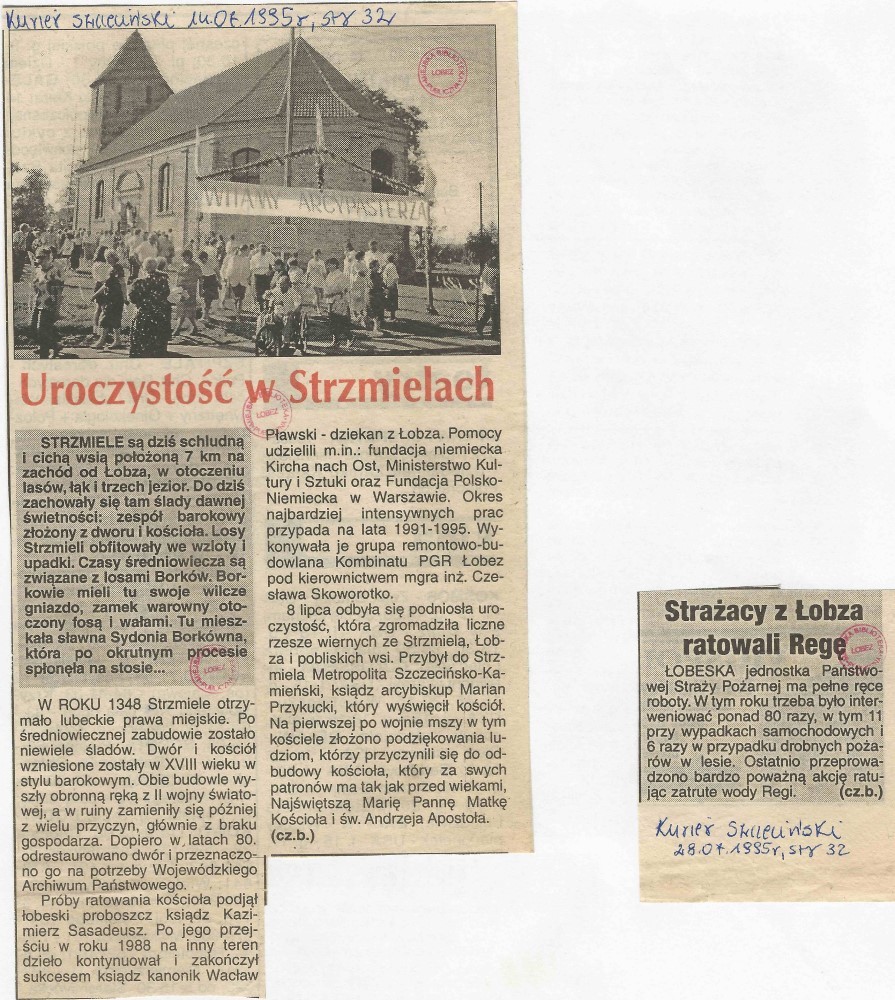 Kurier Szczeciński 14.07.1995r, str 32
WITAMY ARCYPASTERZA
MIEJSKA BIBLIOTEKA PUBLICZNA ŁOBEZ
Uroczystość w Strzmielach
STRZMIELE są dziś schludną
i cichą wsią położoną 7 km na
zachód od Łobza, w otoczeniu
lasów, łąk i trzech jezior. Do dziś
zachowały się tam ślady dawnej
świetności: zespół barokowy
złożony z dworu i kościoła. Losy
Strzmieli obfitowały we wzloty i
upadki. Czasy średniowiecza są
związane z losami Borków. Bor-
kowie mieli tu swoje wilcze
gniazdo, zamek warowny oto-
czony fosą i wałami. Tu miesz-
kała sławna Sydonia Borkówna,
która po okrutnym procesie
spłonęła na stosie...
W ROKU 1348 Strzmiele otrzy-
mało lubeckie prawa miejskie. Po
średniowiecznej zabudowie zostało
niewiele śladów. Dwór i kościół
wzniesione zostały w XVIII wieku w
stylu barokowym. Obie budowle wy-
szły obronną ręką z II wojny świato-
wej, a w ruiny zamieniły się później
z wielu przyczyn, głównie z braku
gospodarza. Dopiero w latach 80.
odrestaurowano dwór i przeznaczo-
no go na potrzeby Wojewódzkiego
Archiwum Państwowego.
Próby ratowania kościoła podjął
łobeski proboszcz ksiądz Kazi-
mierz Sasadeusz. Po jego przej-
ściu w roku 1988 na inny teren
dzieło kontynuował i zakończył
sukcesem ksiądz kanonik Wacław
Pławski - dziekan z Łobza. Pomocy
udzielili m.in.: fundacja niemiecka
Kircha nach Ost, Ministerstwo Kul-
tury i Sztuki oraz Fundacja Polsko-
Niemiecka w Warszawie. Okres
najbardziej intensywnych prac
przypada na lata 1991-1995. Wy-
konywała je grupa remontowo-bu-
dowlana Kombinatu PGR Łobez
pod kierownictwem mgra inż. Cze-
sława Skoworotko.
8 lipca odbyła się podniosła uro-
czystość, która zgromadziła liczne
rzesze wiernych ze Strzmielą, Łob-
za i pobliskich wsi. Przybył do Strz-
miela Metropolita Szczecińsko-Ka-
mieński, ksiądz arcybiskup Marian
Przykucki, który wyświęcił kościół.
Na pierwszej po wojnie mszy w tym
kościele złożono podziękowania lu-
dziom, którzy przyczynili się do od-
budowy kościoła, który za swych
patronów ma tak jak przed wiekami,
Najświętszą Marię Pannę Matkę
Kościoła i św. Andrzeja Apostoła.
(cz.b.)
Strażacy z Łobza
ratowali Regę
ŁOBESKA jednostka Państwo-
wej Straży Pożarnej ma pełne ręce
roboty. W tym roku trzeba było inter-
weniować ponad 80 razy, w tym 11
przy wypadkach samochodowych i
6 razy w przypadku drobnych poża-
rów w lesie. Ostatnio przeprowa-
dzono bardzo poważną akcję ratu-
jąc zatrute wody Regi. (cz.b.)
Kurier Szczeciński
28.07.1995r, str 32